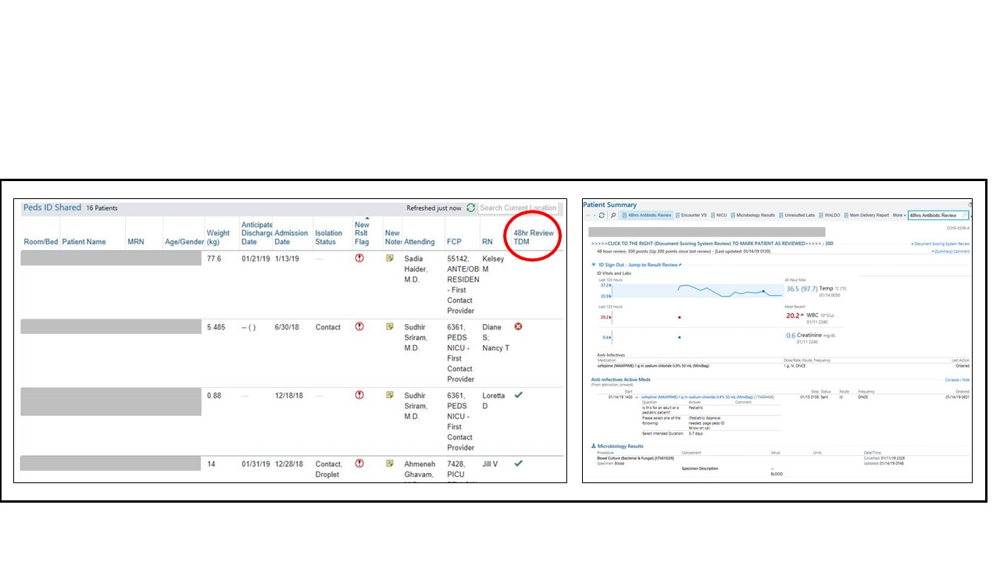 Peds ID Shared 16 Patients Refreshed just now Search Current Location
Room/Bed Patient Name MRN Age/Gender Weight (kg) Anticipate Discharge Date Admission Date Isolation Status New Rslt Flag New Note: Attending FCP RN 48hr Review TDM
77.6 01/21/19 1/13/19 --- Sadia 55142, Kelsey
Haider, ANTE/OB M
M.D. RESIDEN
- First
Contact
Provider
5.485 -- ( ) 6/30/18 Contact Sudhir 6361, Diane
Sriram, PEDS S;
M.D. NICU - Nancy T
First
Contact
Provider
0.88 --- 12/18/18 Sudhir 6361, Loretta
Sriram, PEDS D
M.D. NICU -
First
Contact
Provider
14 01/31/19 12/28/18 Contact, Ahmeneh 7428, Jill V
Droplet Ghavam, PICU
Patient Summary
48hrs Antibiotic Review Encounter VS NICU Microbiology Results Unresulted Labs WALDO Mom Delivery Report More 48hrs Antibiotic Review
CCHS-4339-A
>>>>>CLICK TO THE RIGHT (Document Scoring System Review) TO MARK PATIENT AS REVIEWED>>>>> : 300 Document Scoring System Review
48 hour review: 300 points (Up 300 points since last review) - [Last updated: 01/14/19 0139] [Summary] Comment
ID Sign Out - Jump to Result Review
ID Vitals and Labs
Last 103 hours 24 Hour Max
37.2 36.5 (97.7) Temp °C (°F)
35.9 01/14 0050
Last 103 hours Most Recent
20.2 20.2 ^ WBC 10^3/uL
01/11 2240
0.6 0.6 Creatinine mg/dL
01/11 2240
Anti-Infectives
Medication Dose/Rate, Route, Frequency Last Action
cefepime (MAXIPIME) 1 g in sodium chloride 0.9% 50 mL (MiniBag) 1 g, IV, ONCE Ordered
Anti-infectives Active Meds Collapse | Hide
(From admission, onward)
Start Stop Status Route Frequency Ordered
01/14/19 1400 cefepime (MAXIPIME) 1 g in sodium chloride 0.9% 50 mL (MiniBag) 01/15 0159 Sent IV ONCE 01/14/19 0831
Question Answer Comment
Is this for an adult or a Pediatric
pediatric patient?
Please select one of the (Pediatric) Approval
following: needed; page peds ID
fellow on call
Select Intended Duration: 3-7 days
Microbiology Results
Procedure Component Value Units Date/Time
Blood Culture (Bacterial & Fungal) Collected: 01/11/19 2329
Specimen: Blood Updated: 01/14/19 0748
Specimen Description --
BLOOD